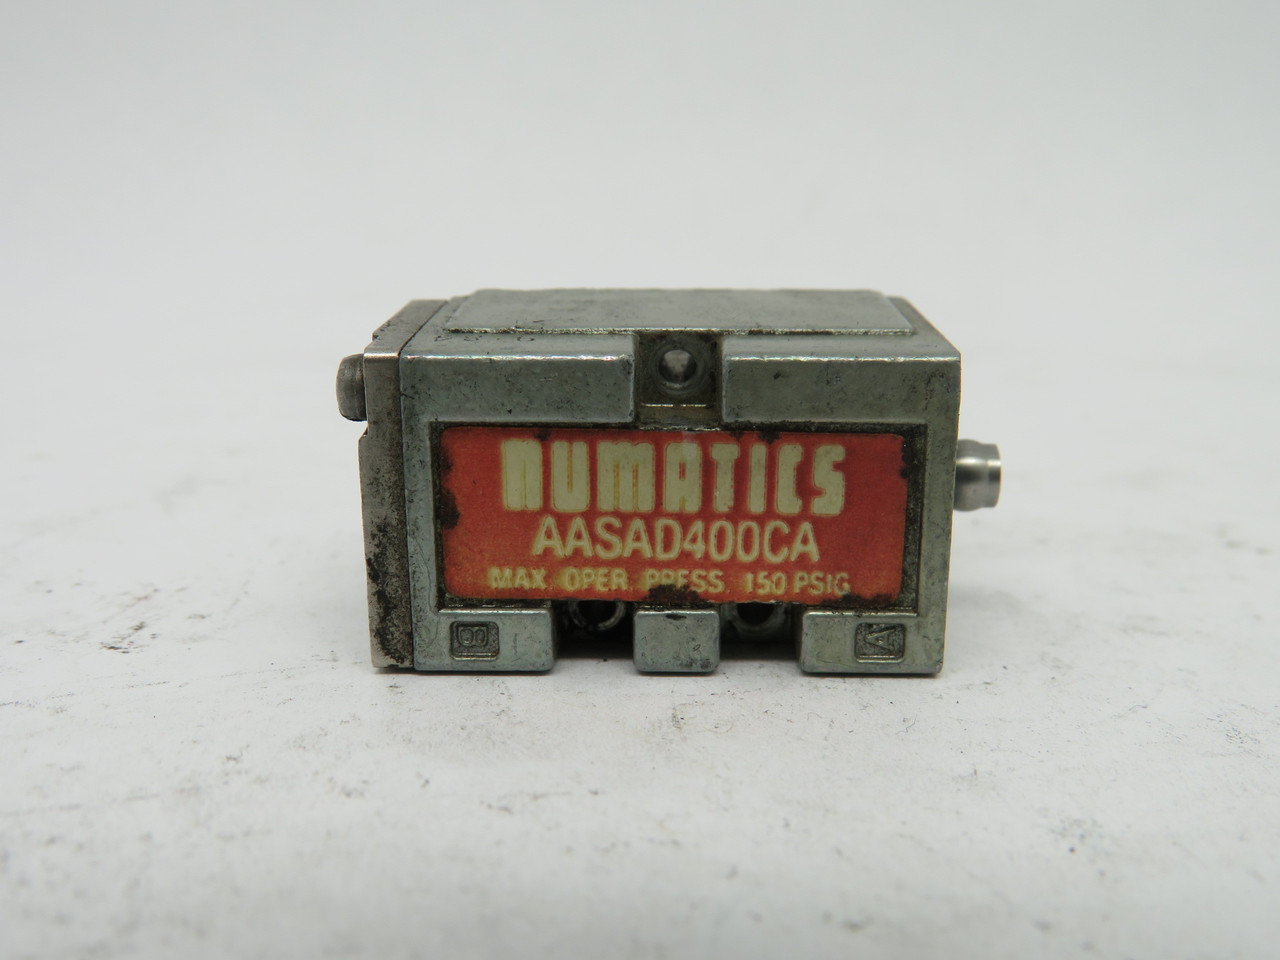 NUMATICS
AASAD400CA
MAX. OPER. PRESS. 150 PSIG
B A